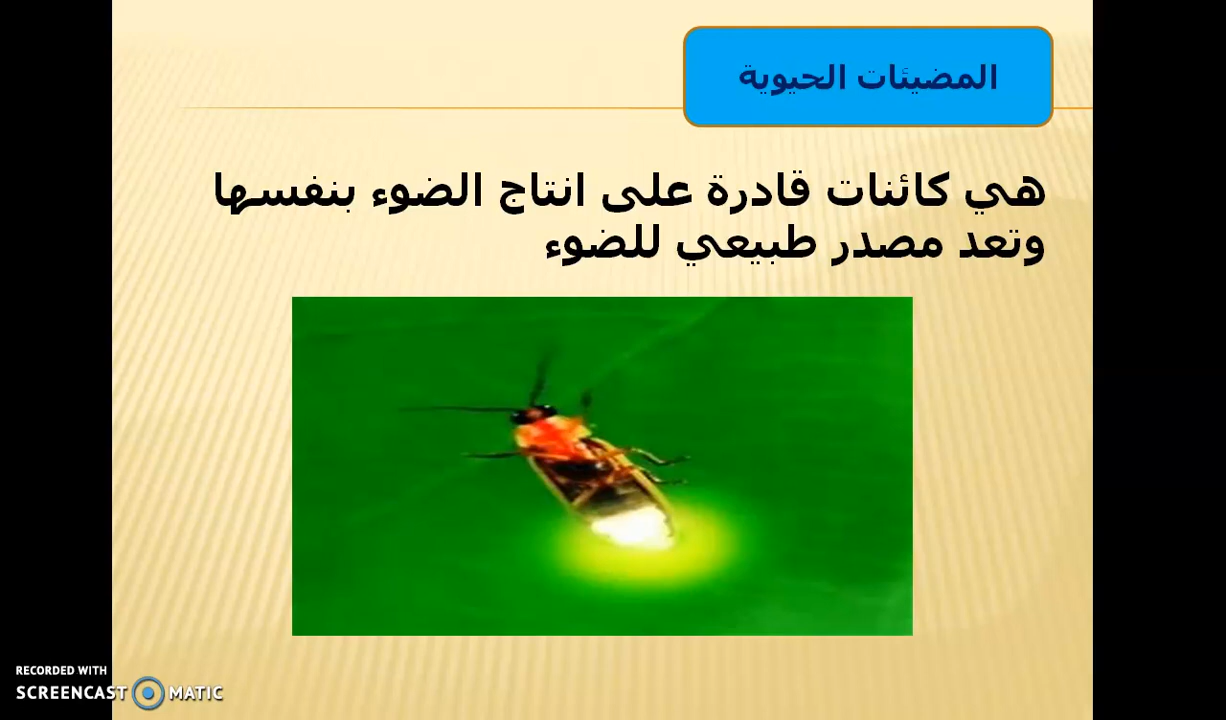 المضيئات الحيوية
هي كائنات قادرة على انتاج الضوء بنفسها
وتعد مصدر طبيعي للضوء
RECORDED WITH
SCREENCAST MATIC